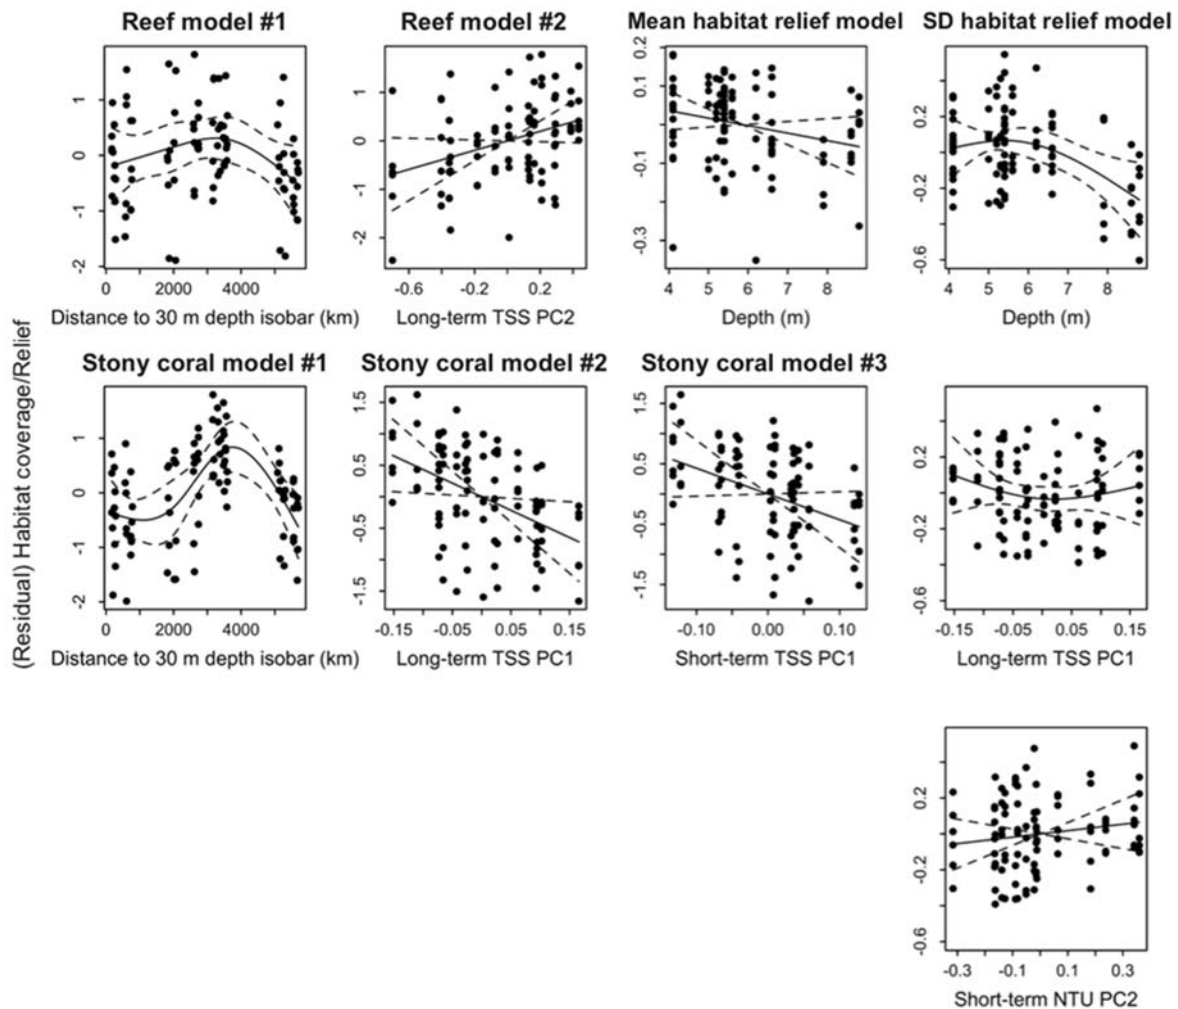 Reef model #1
Reef model #2
Mean habitat relief model
SD habitat relief model
1
0
-1
-2
0 2000 4000
Distance to 30 m depth isobar (km)
1
0
-1
-2
-0.6 -0.2 0.2
Long-term TSS PC2
0.2
0.1
-0.1
-0.3
4 5 6 7 8
Depth (m)
0.2
-0.2
-0.6
4 5 6 7 8
Depth (m)
(Residual) Habitat coverage/Relief
Stony coral model #1
Stony coral model #2
Stony coral model #3
1
0
-1
-2
0 2000 4000
Distance to 30 m depth isobar (km)
1.5
0.5
-0.5
-1.5
-0.15 -0.05 0.05 0.15
Long-term TSS PC1
1.5
0.5
-0.5
-1.5
-0.10 0.00 0.10
Short-term TSS PC1
0.2
-0.2
-0.6
-0.15 -0.05 0.05 0.15
Long-term TSS PC1
0.2
-0.2
-0.6
-0.3 -0.1 0.1 0.3
Short-term NTU PC2